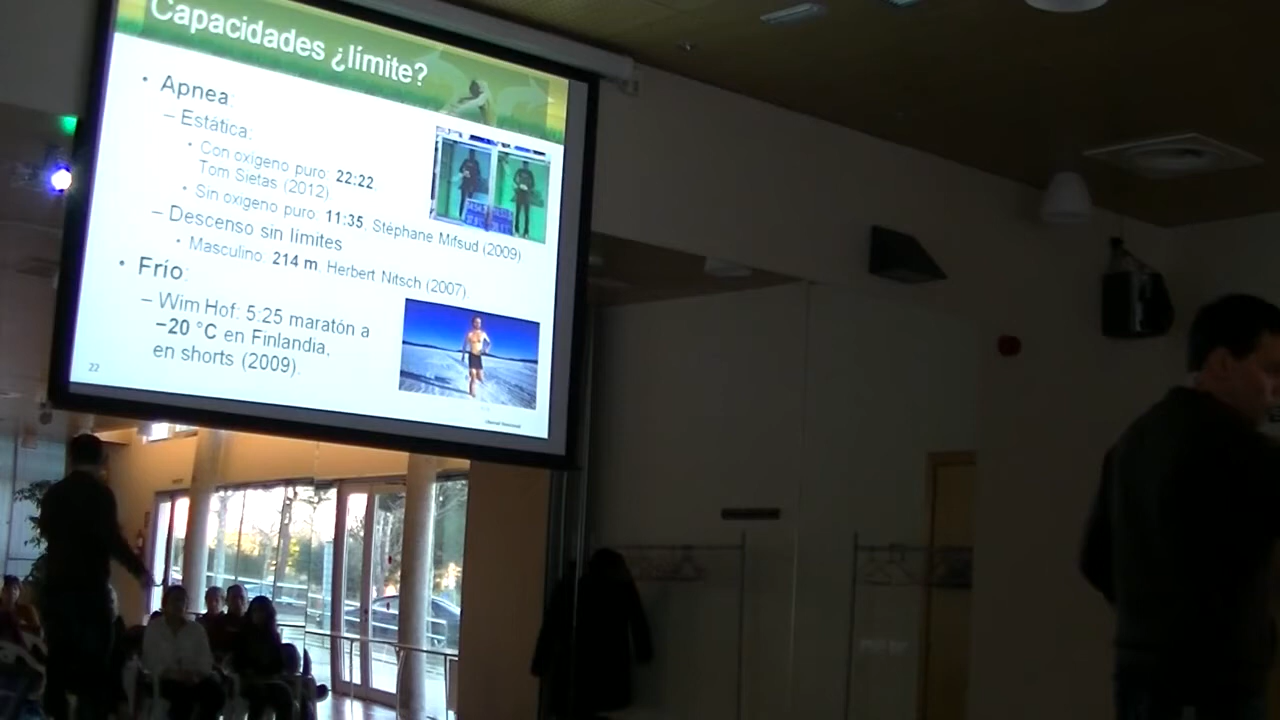 Capacidades ¿límite?
• Apnea:
– Estática:
• Con oxígeno puro 22:22
Tom Sietas (2012)
• Sin oxígeno puro 11:35, Stéphane Mifsud (2009)
– Descenso sin límites
• Masculino 214 m, Herbert Nitsch (2007)
• Frío:
– Wim Hof: 5:25 maratón a
−20 °C en Finlandia,
en shorts (2009).
22